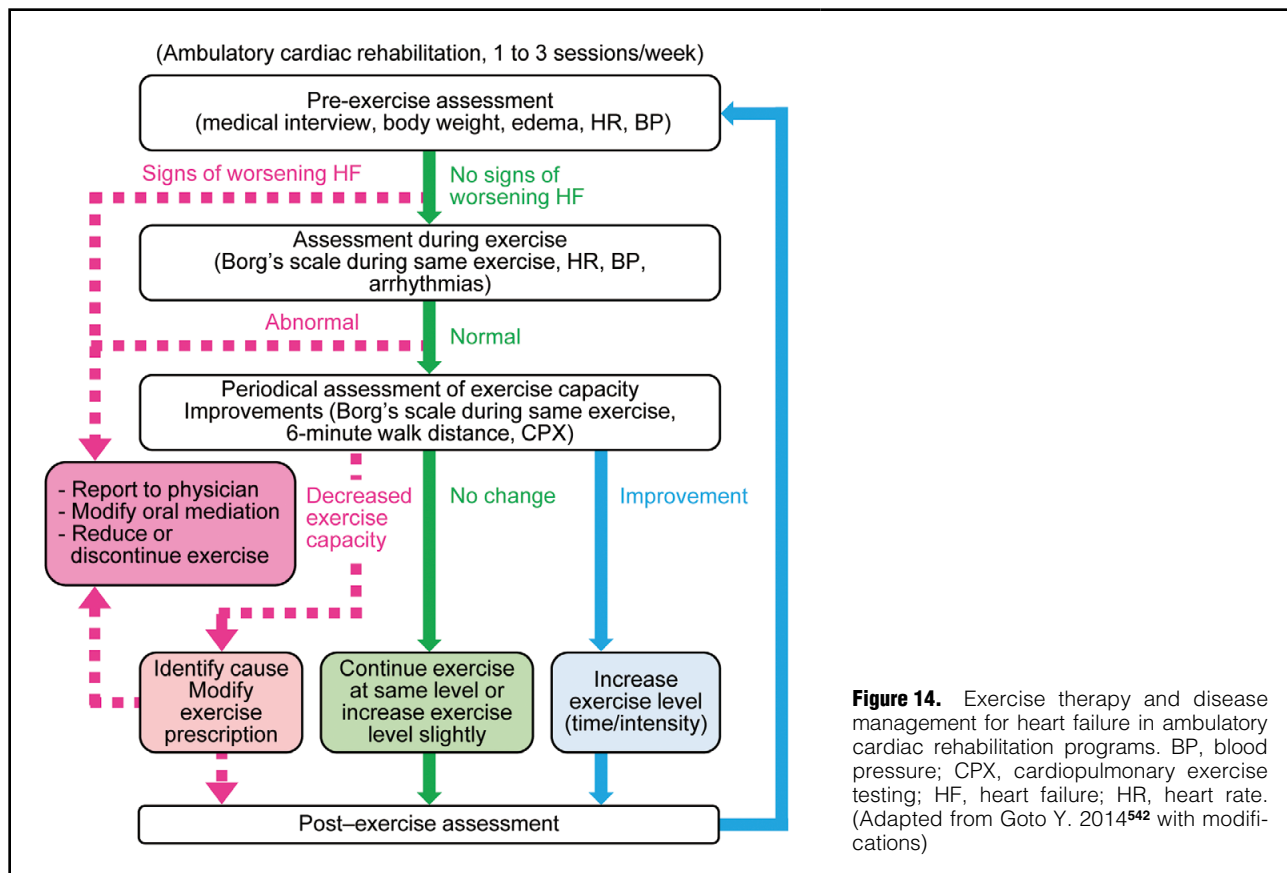 (Ambulatory cardiac rehabilitation, 1 to 3 sessions/week)
Pre-exercise assessment
(medical interview, body weight, edema, HR, BP)
Signs of worsening HF
No signs of
worsening HF
Assessment during exercise
(Borg's scale during same exercise, HR, BP,
arrhythmias)
Abnormal
Normal
Periodical assessment of exercise capacity
Improvements (Borg's scale during same exercise,
6-minute walk distance, CPX)
- Report to physician
- Modify oral mediation
- Reduce or
discontinue exercise
Decreased
exercise
capacity
No change
Improvement
Identify cause
Modify
exercise
prescription
Continue exercise
at same level or
increase exercise
level slightly
Increase
exercise level
(time/intensity)
Post–exercise assessment
Figure 14. Exercise therapy and disease
management for heart failure in ambulatory
cardiac rehabilitation programs. BP, blood
pressure; CPX, cardiopulmonary exercise
testing; HF, heart failure; HR, heart rate.
(Adapted from Goto Y. 2014542 with modifi-
cations)